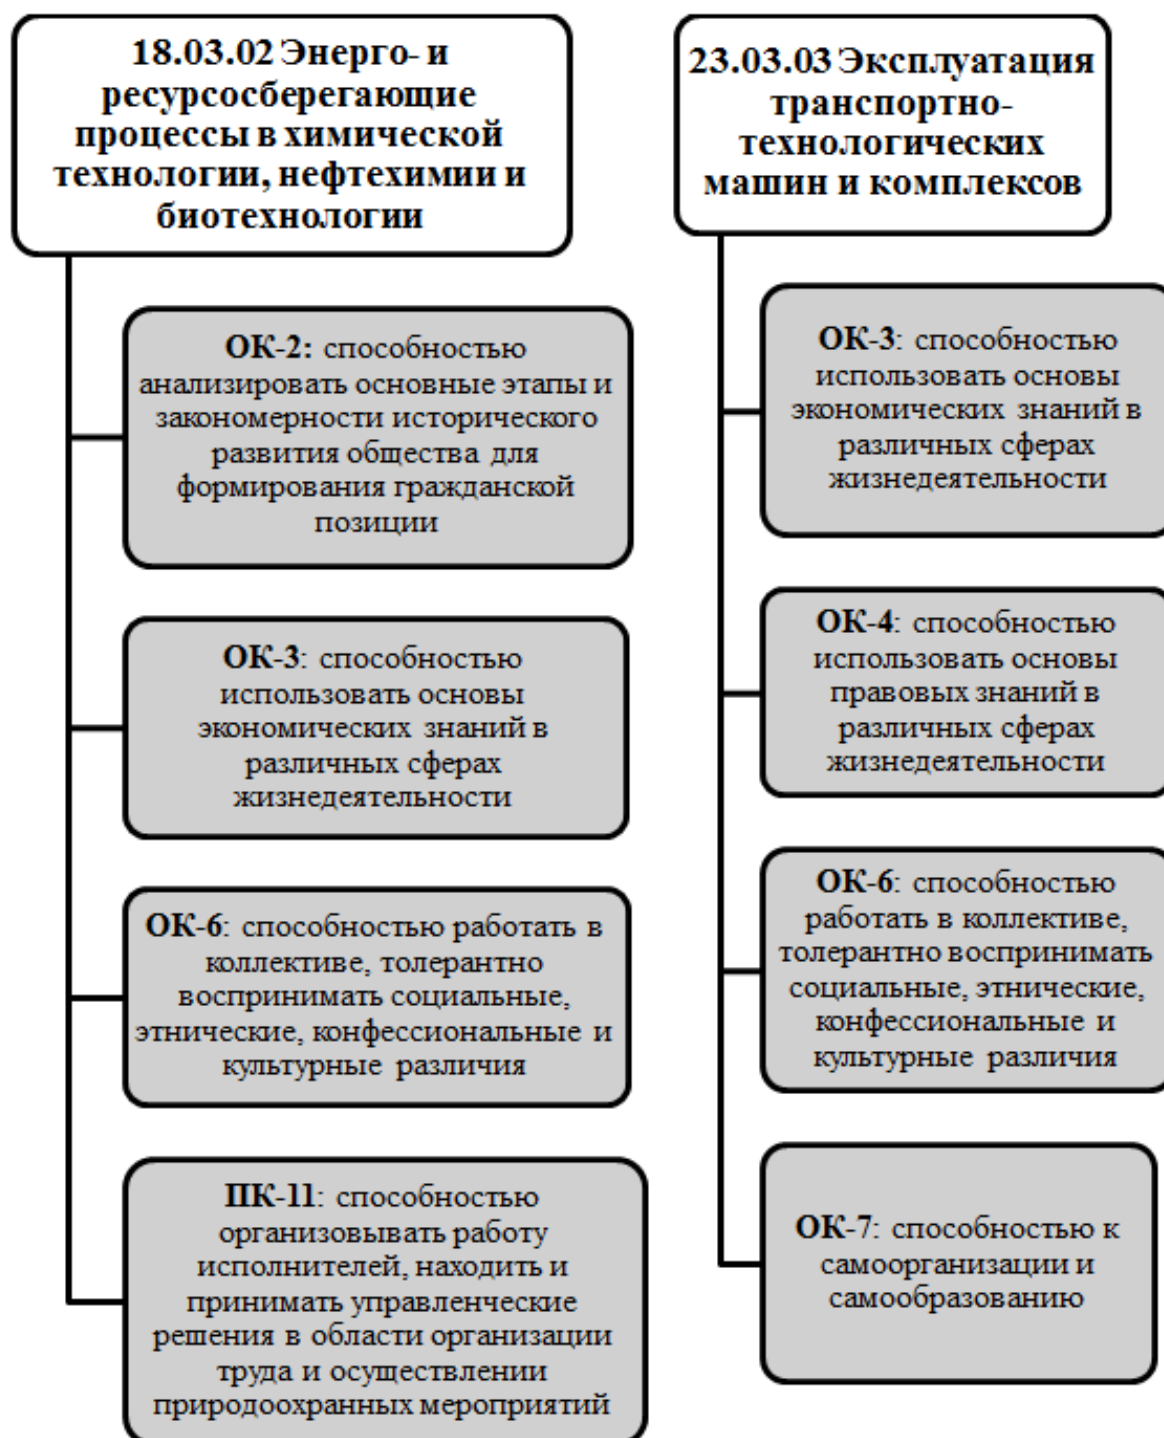 18.03.02 Энерго- и
ресурсосберегающие
процессы в химической
технологии, нефтехимии и
биотехнологии
ОК-2: способностью
анализировать основные этапы и
закономерности исторического
развития общества для
формирования гражданской
позиции
ОК-3: способностью
использовать основы
экономических знаний в
различных сферах
жизнедеятельности
ОК-6: способностью работать в
коллективе, толерантно
воспринимать социальные,
этнические, конфессиональные и
культурные различия
ПК-11: способностью
организовывать работу
исполнителей, находить и
принимать управленческие
решения в области организации
труда и осуществлении
природоохранных мероприятий
23.03.03 Эксплуатация
транспортно-
технологических
машин и комплексов
ОК-3: способностью
использовать основы
экономических знаний в
различных сферах
жизнедеятельности
ОК-4: способностью
использовать основы
правовых знаний в
различных сферах
жизнедеятельности
ОК-6: способностью
работать в коллективе,
толерантно воспринимать
социальные, этнические,
конфессиональные и
культурные различия
ОК-7: способностью к
самоорганизации и
самообразованию